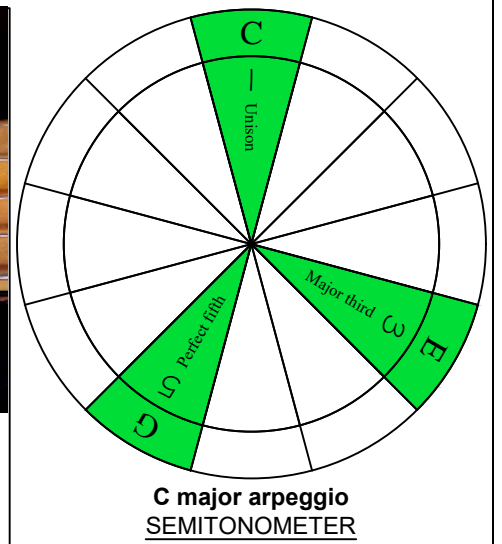 C
1 Unison
E
Major third 3
G
5 Perfect fifth
C major arpeggio
SEMITONOMETER